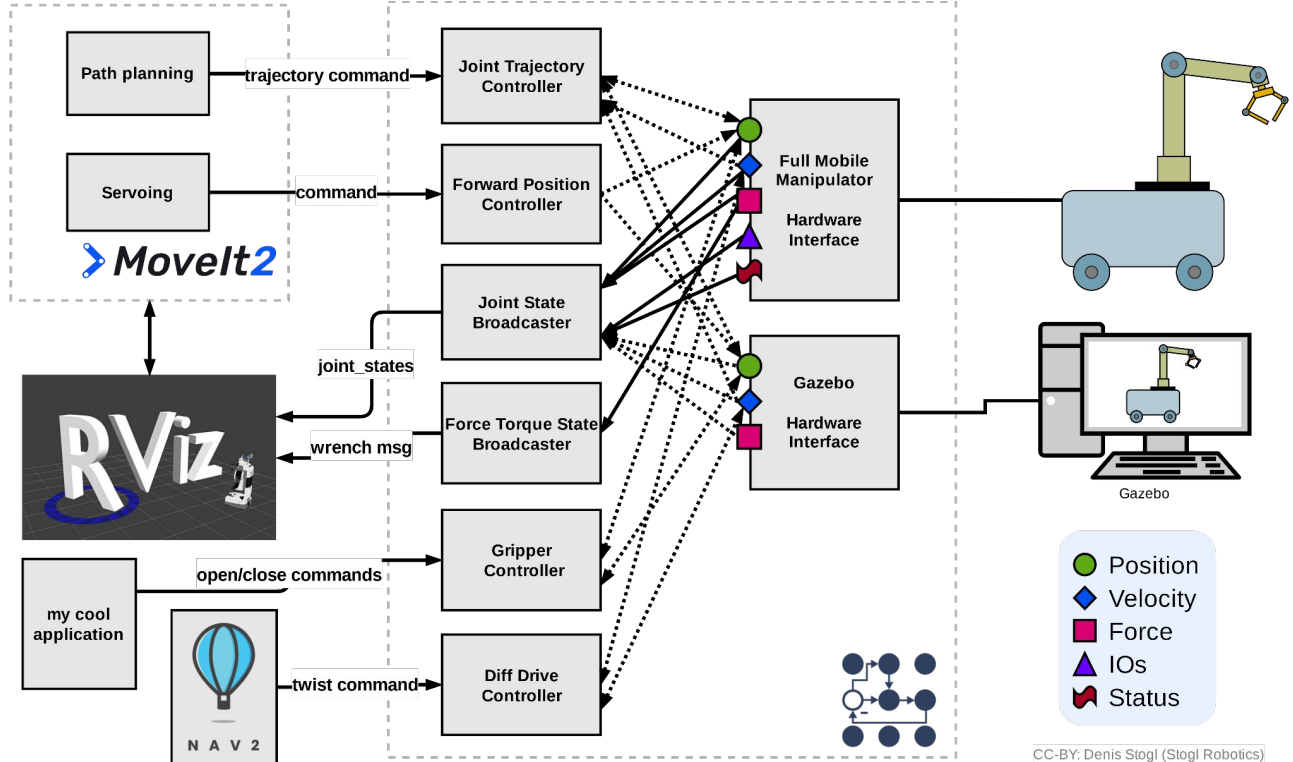 Path planning
trajectory command
Servoing
command
MoveIt2
Joint Trajectory
Controller
Forward Position
Controller
Joint State
Broadcaster
joint_states
Force Torque State
Broadcaster
wrench msg
RViz
Gripper
Controller
open/close commands
my cool
application
NAV2
twist command
Diff Drive
Controller
Full Mobile
Manipulator
Hardware
Interface
Gazebo
Hardware
Interface
Gazebo
Position
Velocity
Force
IOs
Status
CC-BY: Denis Stogl (Stogl Robotics)